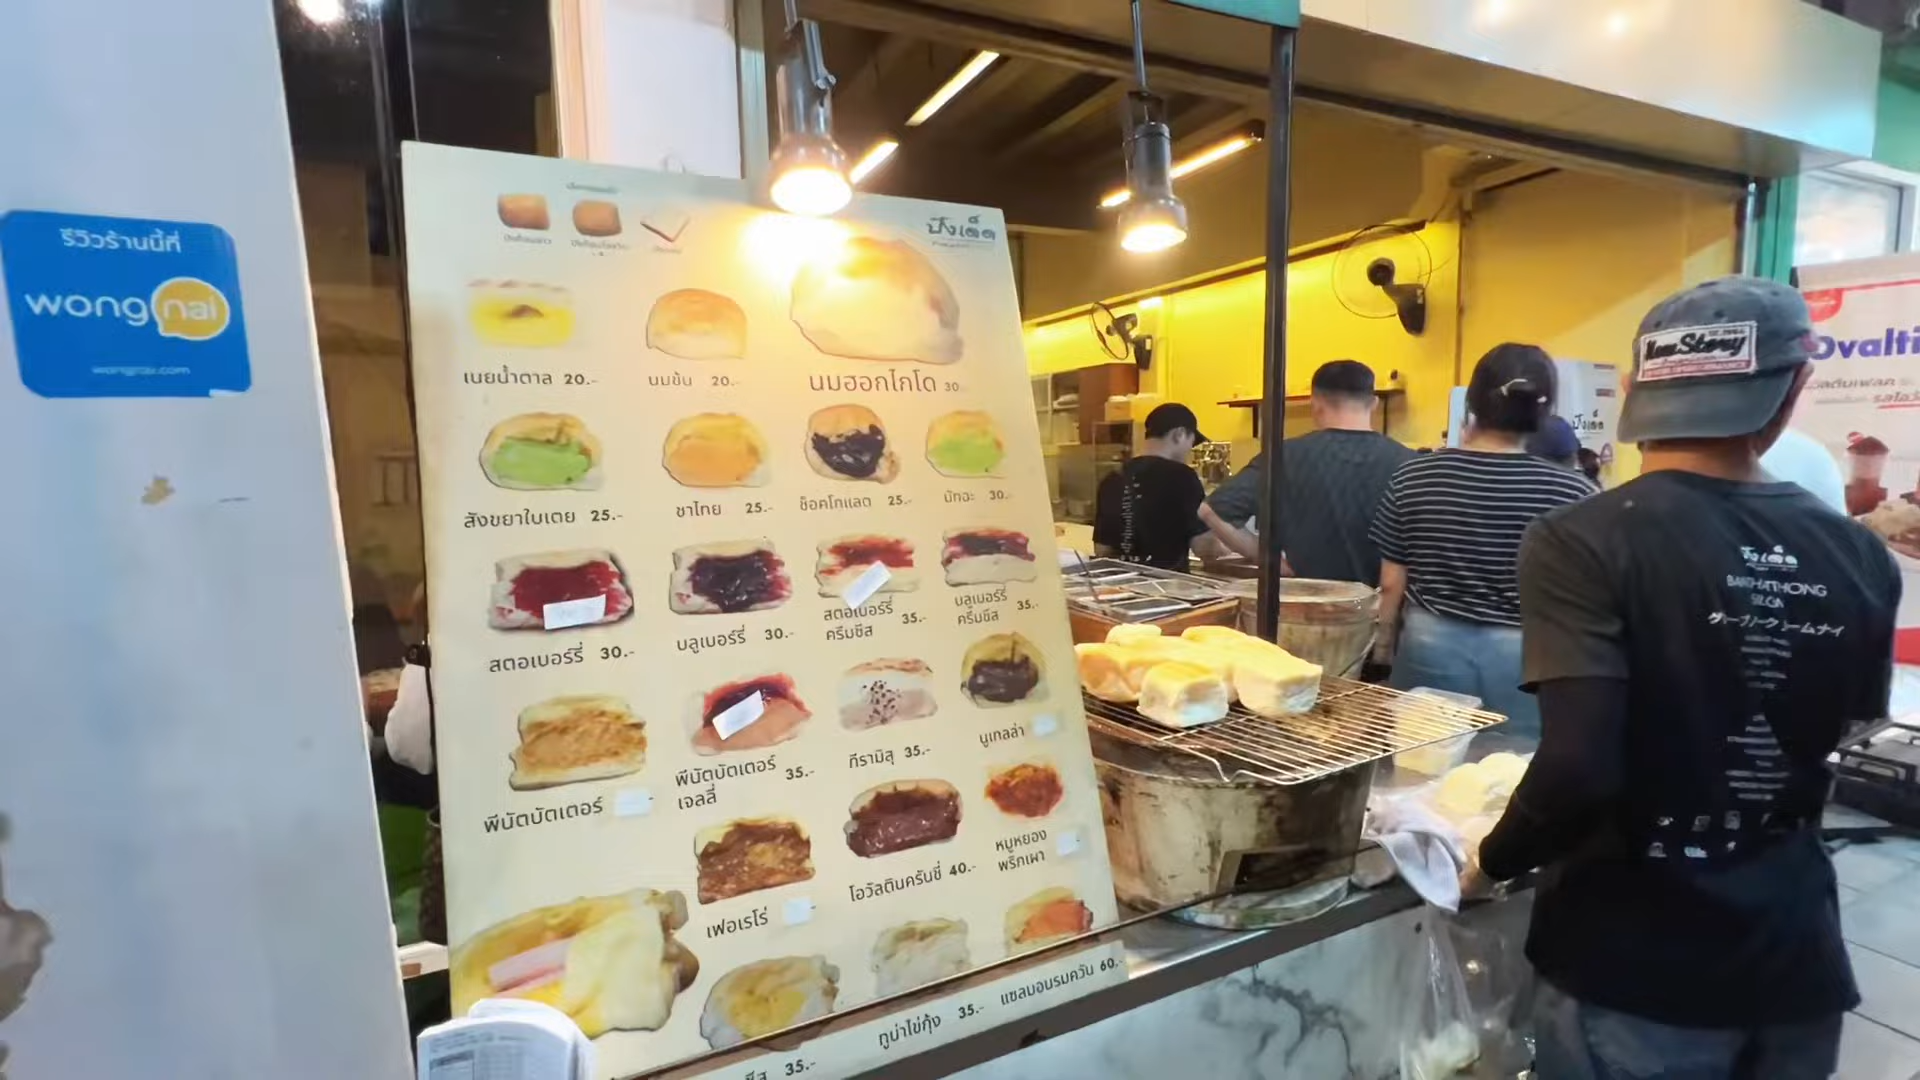 รีวิวร้านนี้ที่
wongnai
wongnai.com
ปังเด็ด
เนยน้ำตาล 20.-
นมข้น 20.-
นมฮอกไกโด 30
สังขยาใบเตย 25.-
ชาไทย 25.-
ช็อคโกแลต 25.-
มัทฉะ 30.
สตอเบอร์รี่ 30.-
บลูเบอร์รี่ 30.-
สตอเบอร์รี่
ครีมชีส 35.-
บลูเบอร์รี่
ครีมชีส 35.-
พีนัตบัตเตอร์
พีนัตบัตเตอร์
เจลลี่ 35.-
ทีรามิสุ 35.-
นูเทลล่า
เฟอเรโร่
โอวัลตินครันชี่ 40.-
หมูหยอง
พริกเผา
35.-
ทูน่าไข่กุ้ง 35.-
แซลมอนรมควัน 60.-
Ovalti
ปังเด็ด
BANTHATTHONG